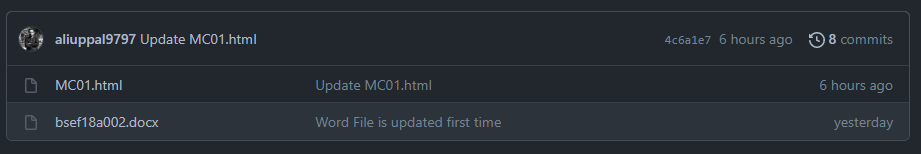 aliuppal9797 Update MC01.html 4c6a1e7 6 hours ago 8 commits
MC01.html Update MC01.html 6 hours ago
bsef18a002.docx Word File is updated first time yesterday